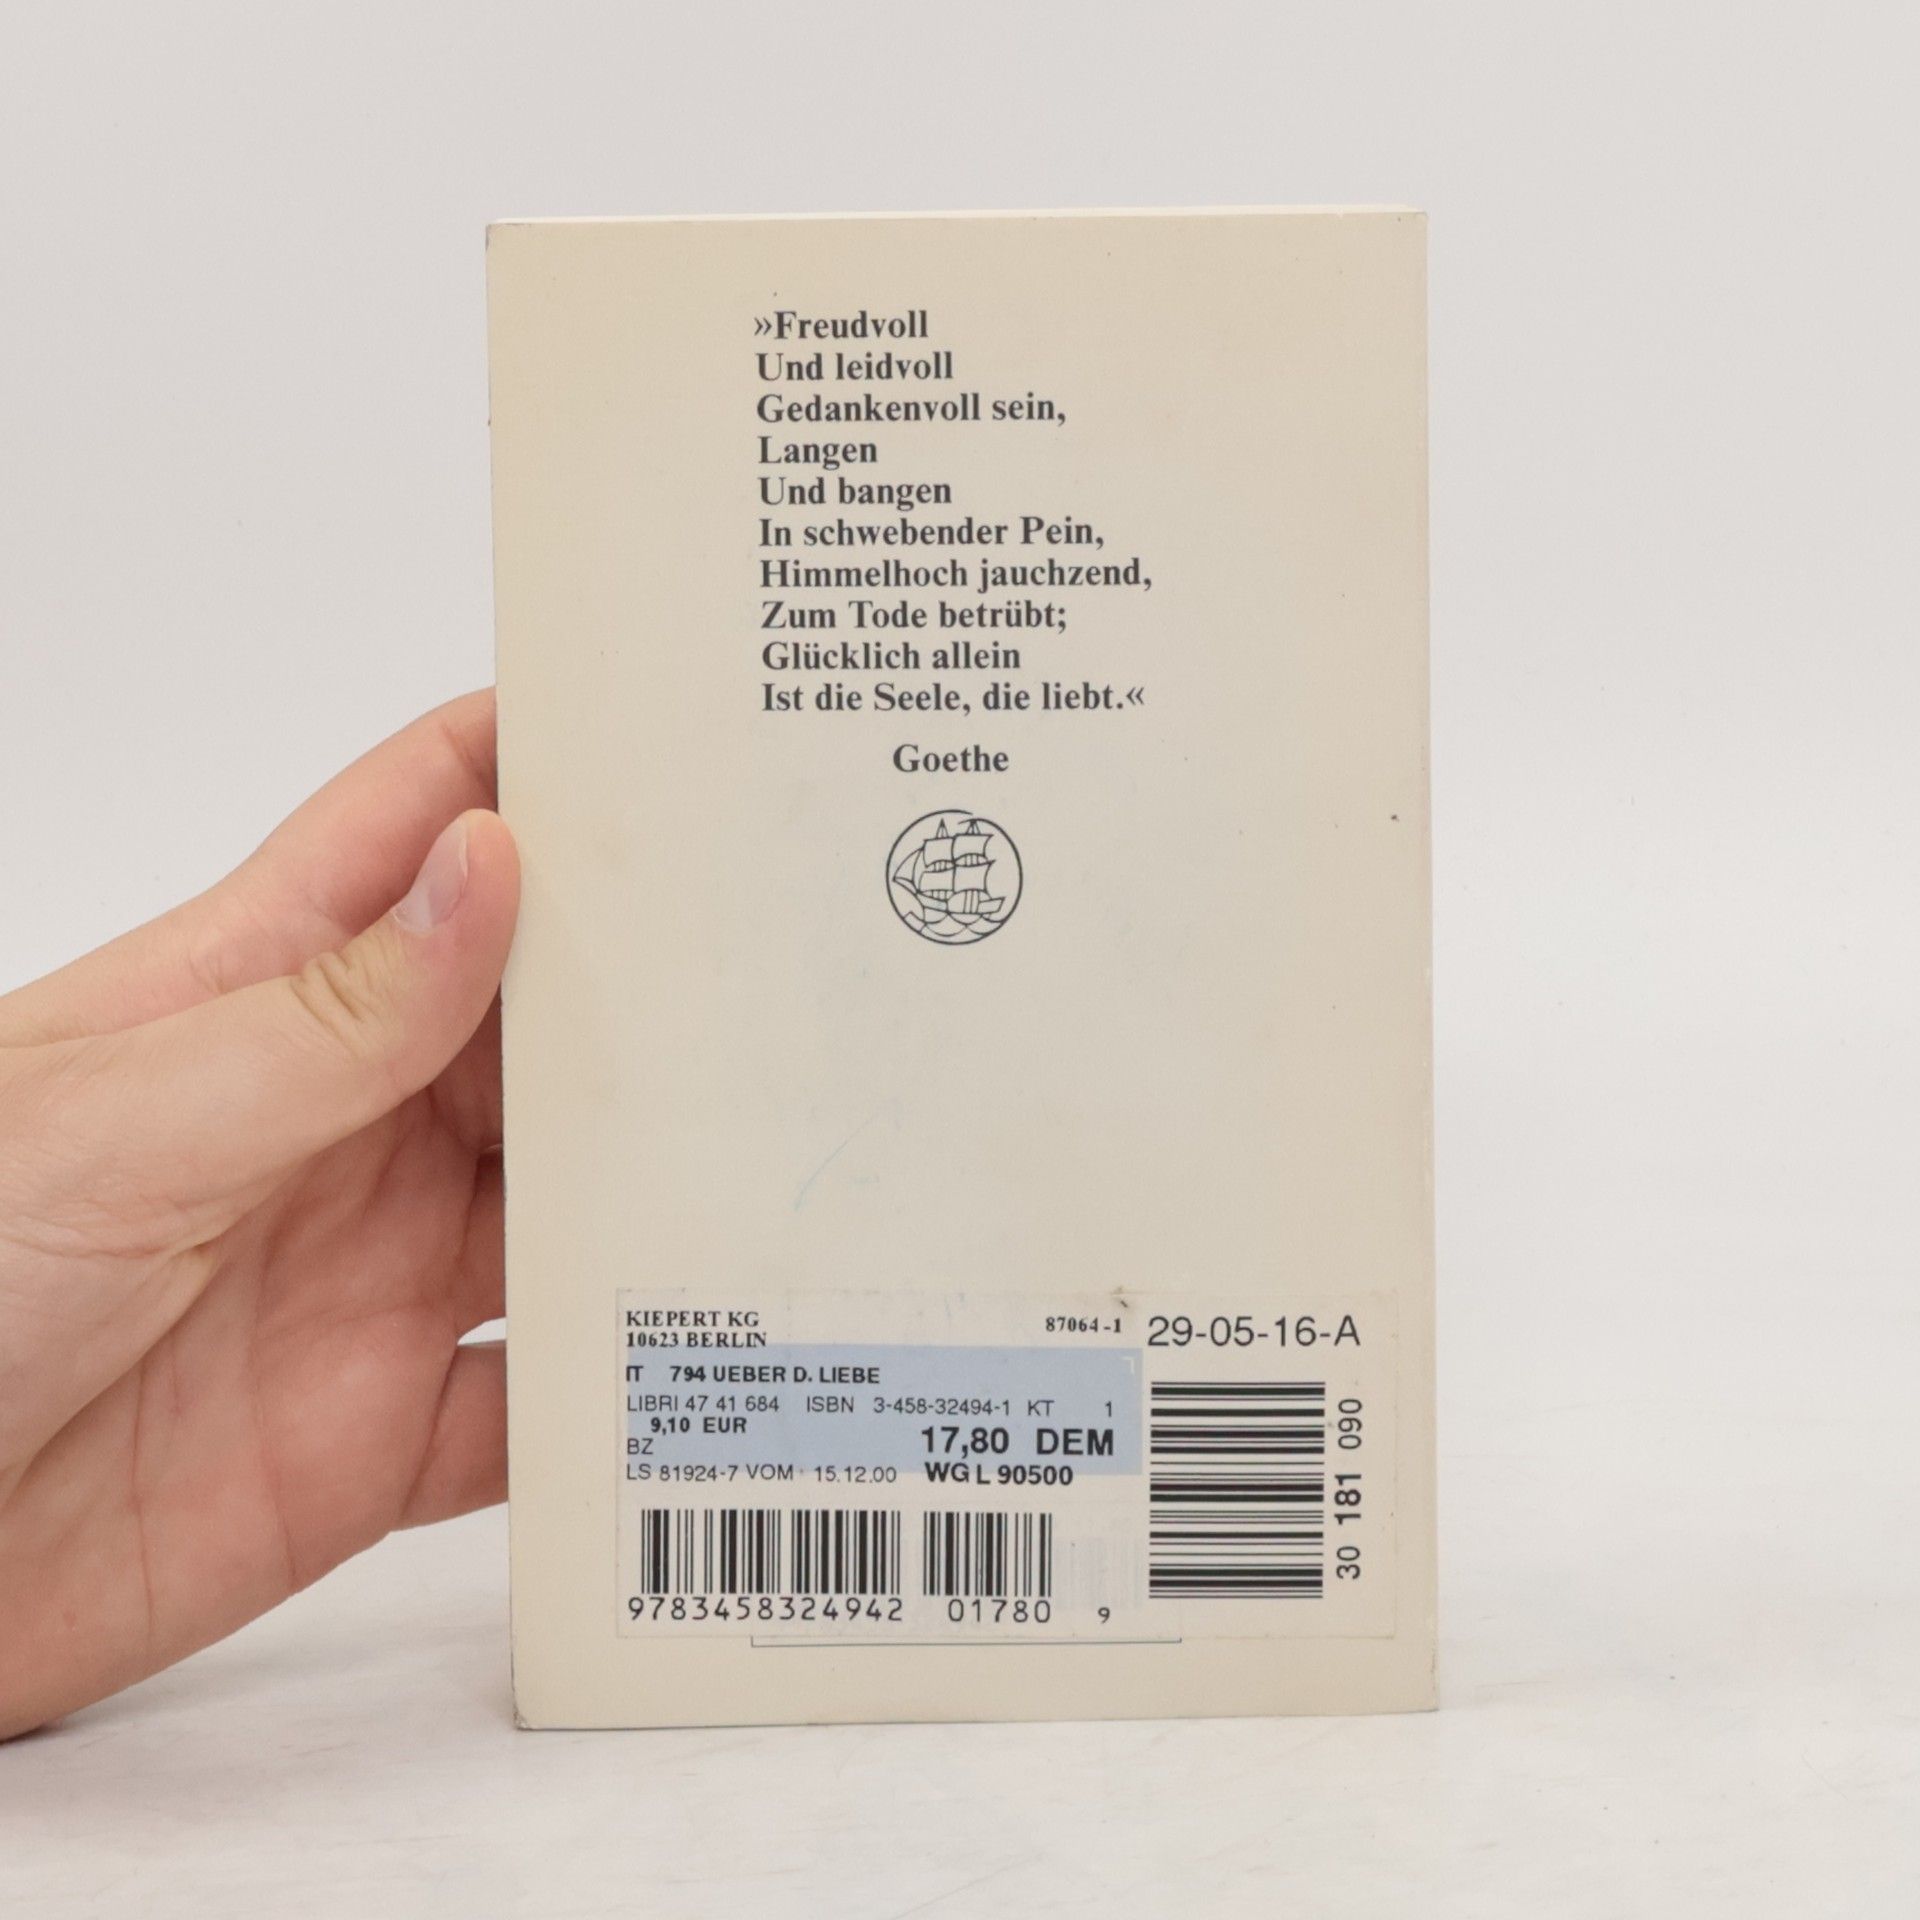 »Freudvoll
Und leidvoll
Gedankenvoll sein,
Langen
Und bangen
In schwebender Pein,
Himmelhoch jauchzend,
Zum Tode betrübt;
Glücklich allein
Ist die Seele, die liebt.«
Goethe
KIEPERT KG 87064-1
10623 BERLIN
29-05-16-A
IT 794 UEBER D. LIEBE
LIBRI 47 41 684 ISBN 3-458-32494-1 KT 1
9,10 EUR
BZ 17,80 DEM
LS 81924-7 VOM 15.12.00 WG L 90500
9783458324942 01780 9
30 181 090